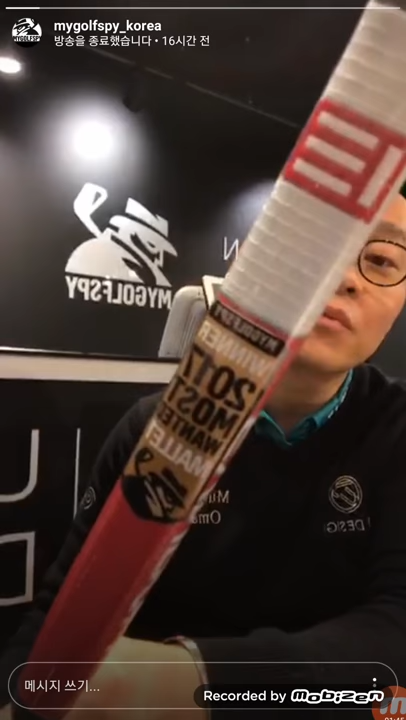 mygolfspy_korea
방송을 종료했습니다 • 16시간 전
MYGOLFSPY
MYGOLFSPY
WINNER
2017
MOST
WANTED
MALLET
메시지 쓰기...
Recorded by Mobizen